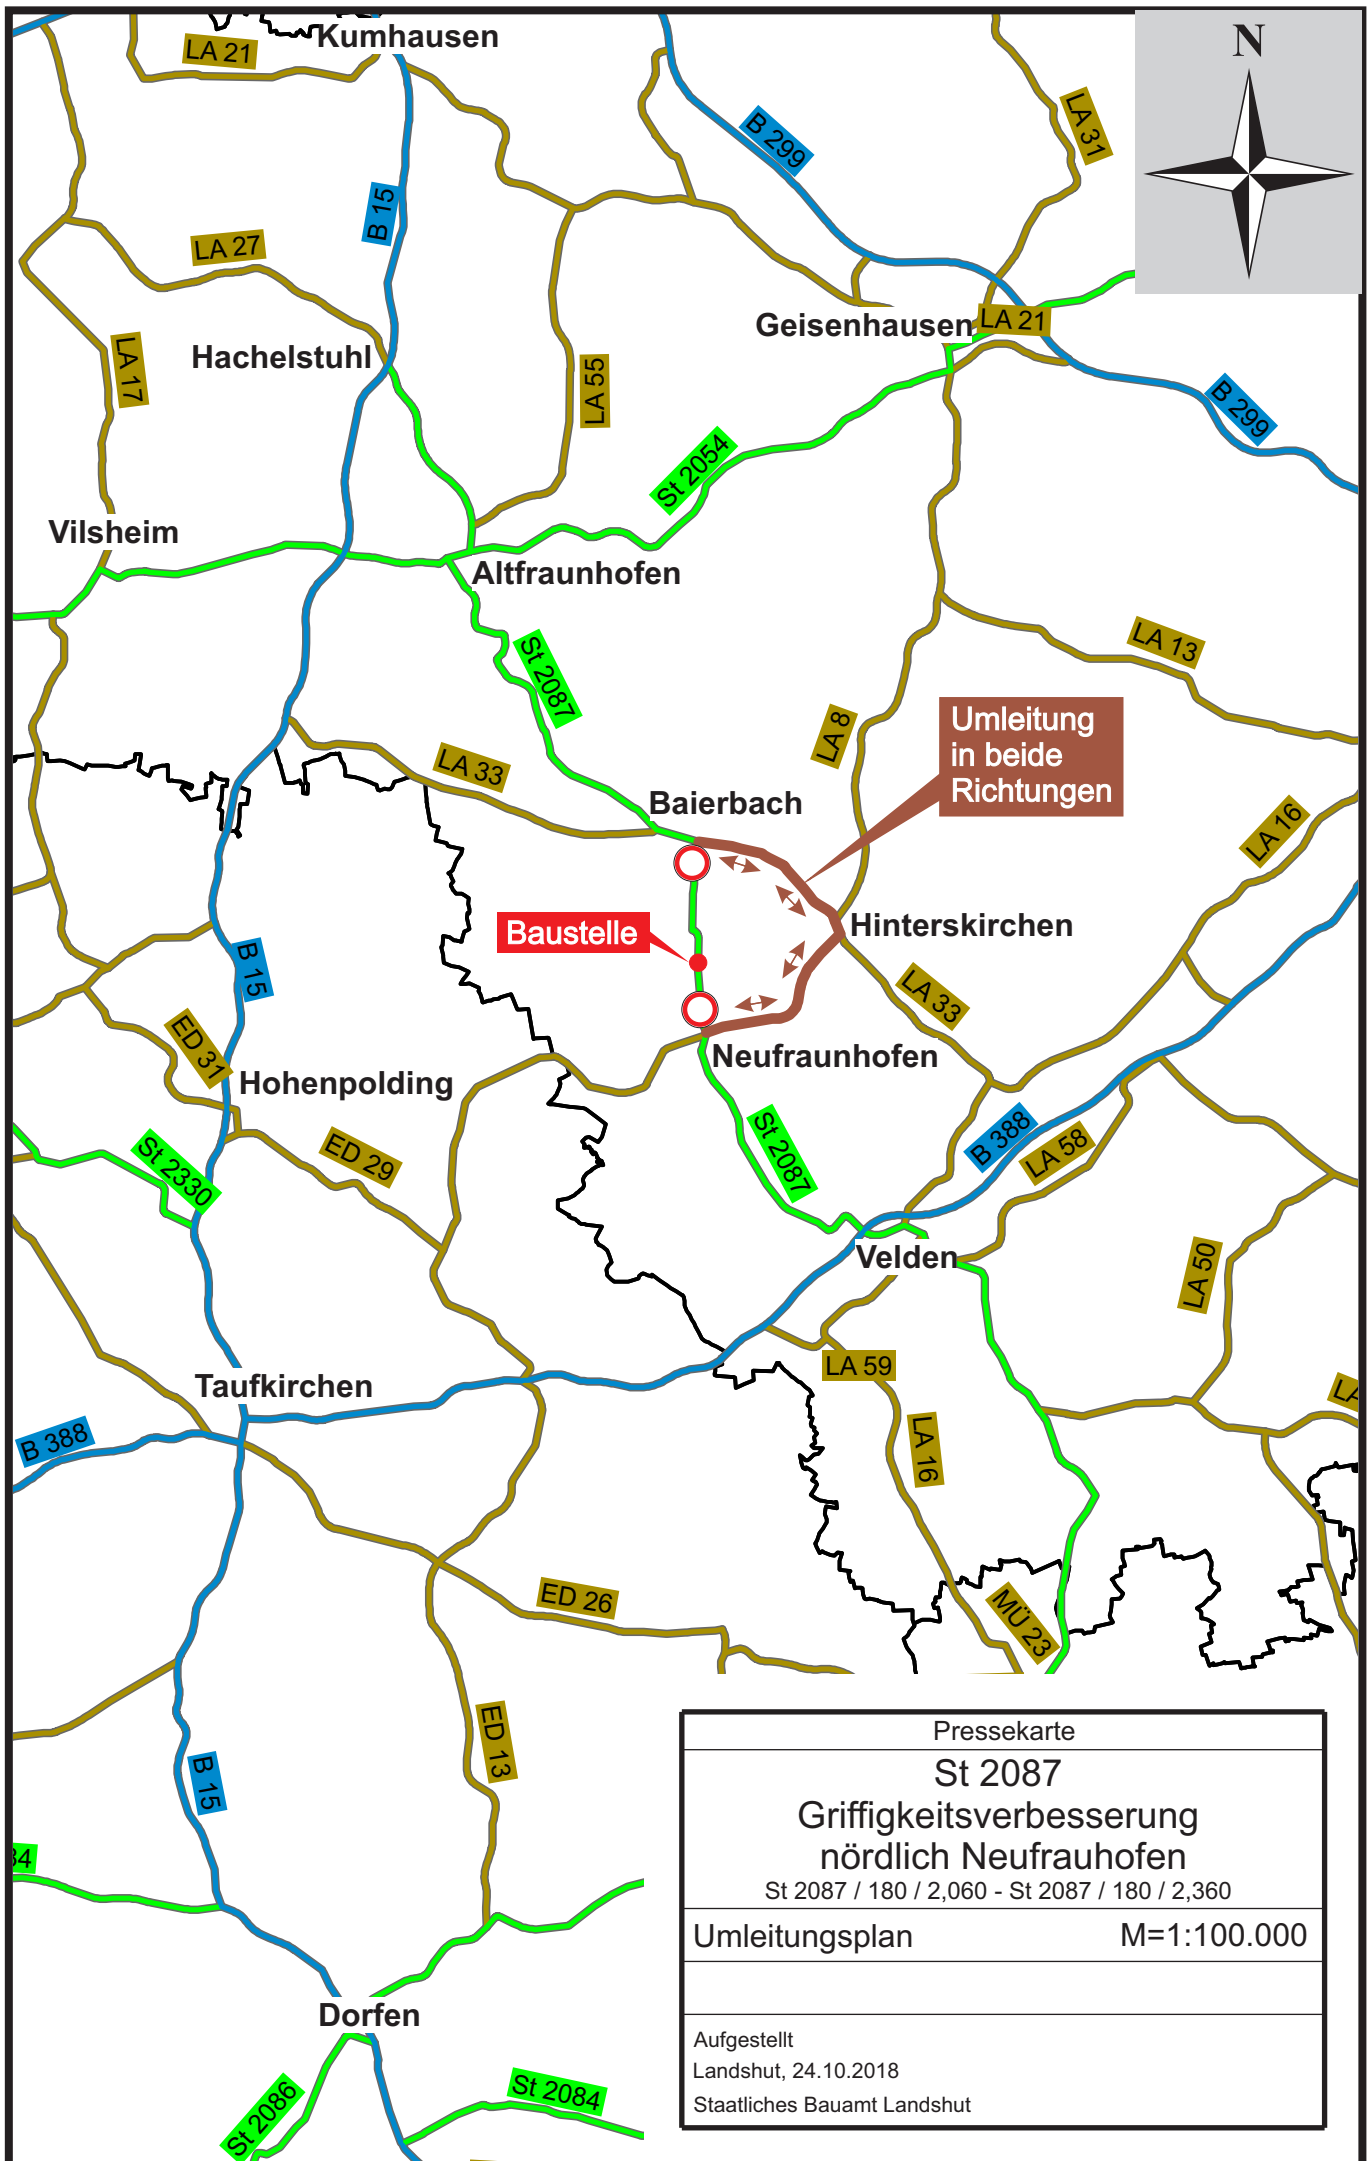 Kumhausen
N
LA 21
B 299
LA 31
B 15
LA 27
Geisenhausen
LA 21
Hachelstuhl
LA 17
LA 55
B 299
St 2054
Vilsheim
Altfraunhofen
LA 13
St 2087
LA 8
Umleitung
in beide
Richtungen
LA 33
Baierbach
LA 16
Baustelle
Hinterskirchen
B 15
LA 33
ED 31
Neufraunhofen
Hohenpolding
B 388
LA 58
St 2330
ED 29
St 2087
Velden
LA 50
LA 59
Taufkirchen
LA
B 388
LA 16
ED 26
MÜ 23
ED 13
B 15
Pressekarte
St 2087
Griffigkeitsverbesserung
nördlich Neufrauhofen
St 2087 / 180 / 2,060 - St 2087 / 180 / 2,360
34
Umleitungsplan M=1:100.000
Dorfen
Aufgestellt
Landshut, 24.10.2018
Staatliches Bauamt Landshut
St 2086
St 2084